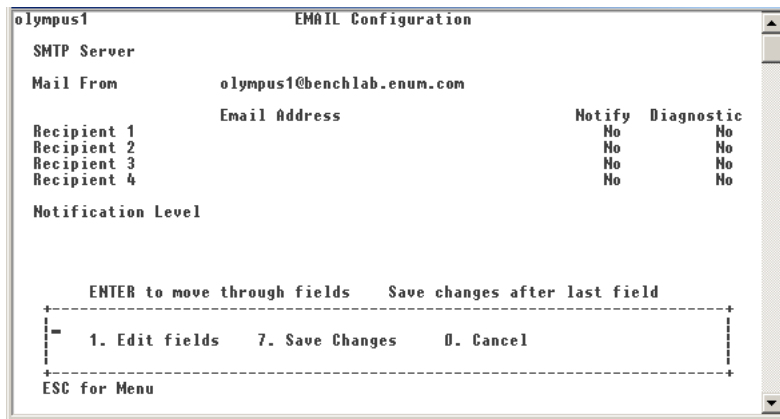 olympus1 EMAIL Configuration
SMTP Server
Mail From olympus1@benchlab.enum.com
Email Address Notify Diagnostic
Recipient 1 No No
Recipient 2 No No
Recipient 3 No No
Recipient 4 No No
Notification Level
ENTER to move through fields Save changes after last field
1. Edit fields 7. Save Changes 0. Cancel
ESC for Menu